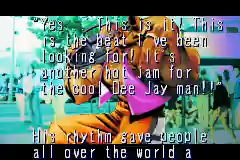 "Yes... This is it! This
is the beat I've been
looking for! It's
another hot jam for
the cool Dee Jay man!!"
His rhythm gave people
all over the world a